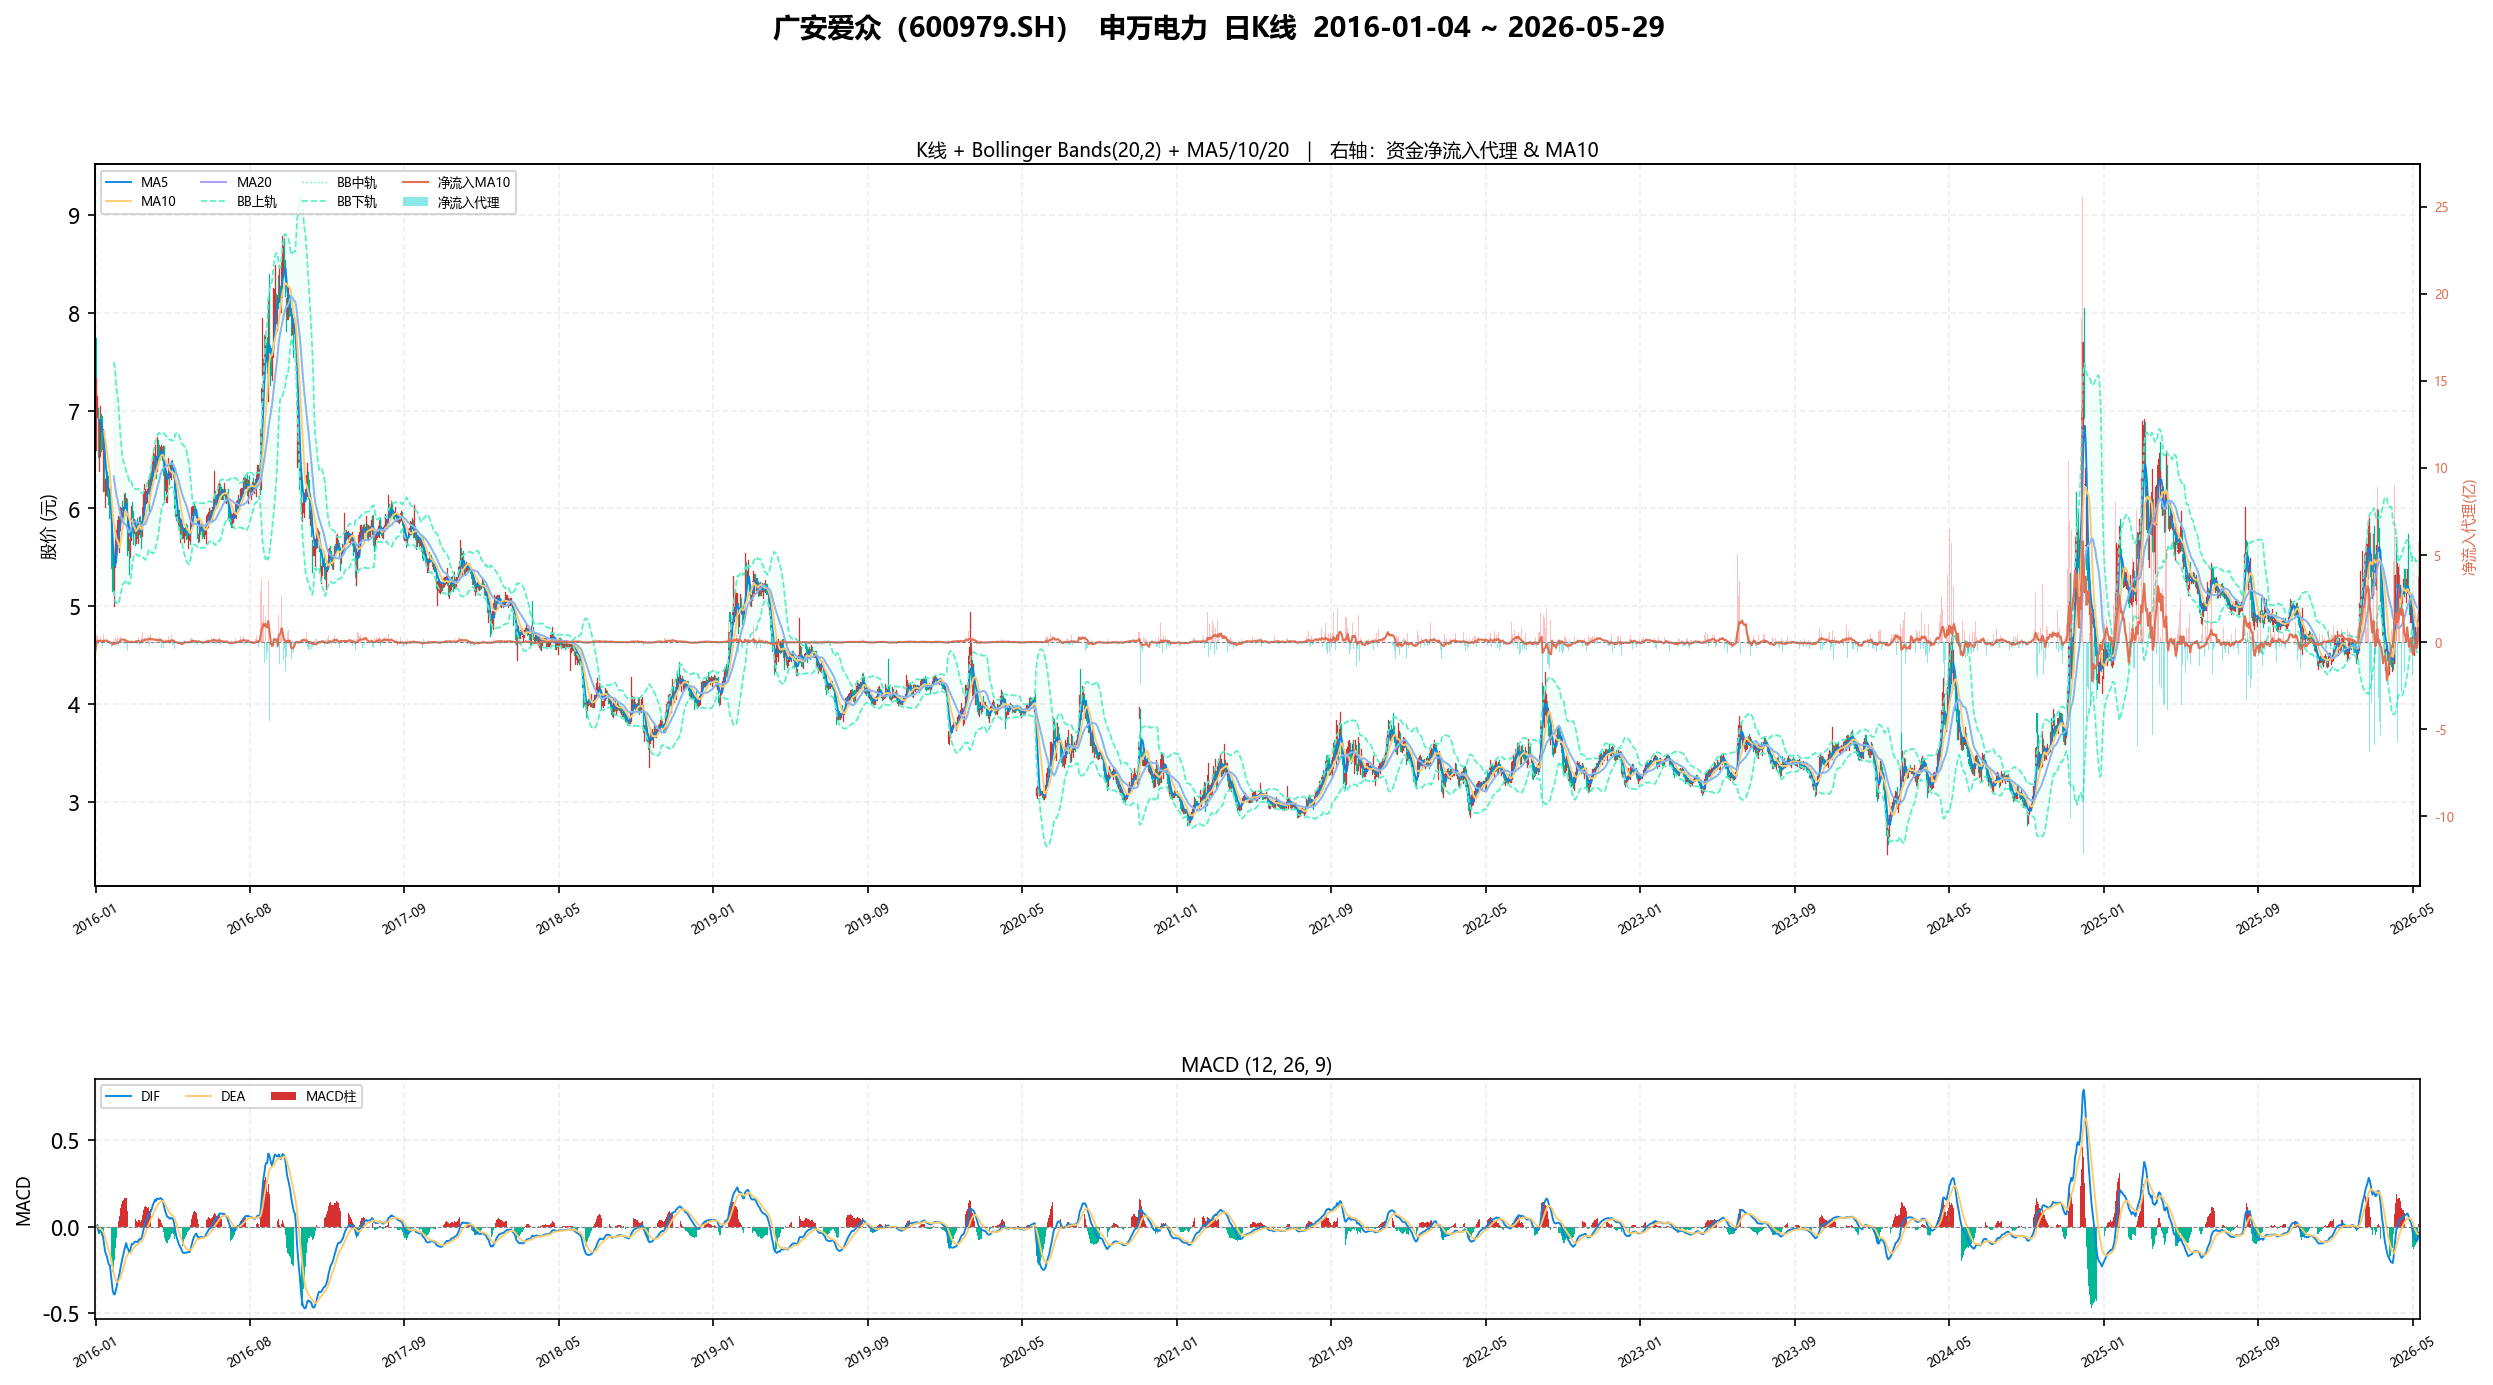 广安爱众（600979.SH）  申万电力  日K线  2016-01-04 ~ 2026-05-29
K线 + Bollinger Bands(20,2) + MA5/10/20  |  右轴：资金净流入代理 & MA10
MA5 MA20 BB中轨 净流入MA10
MA10 BB上轨 BB下轨 净流入代理
股价 (元)
9
8
7
6
5
4
3
25
20
15
10
5
0
-5
-10
净流入代理(亿)
2016-01 2016-08 2017-09 2018-05 2019-01 2019-09 2020-05 2021-01 2021-09 2022-05 2023-01 2023-09 2024-05 2025-01 2025-09 2026-05
MACD (12, 26, 9)
DIF DEA MACD柱
MACD
0.5
0.0
-0.5
2016-01 2016-08 2017-09 2018-05 2019-01 2019-09 2020-05 2021-01 2021-09 2022-05 2023-01 2023-09 2024-05 2025-01 2025-09 2026-05